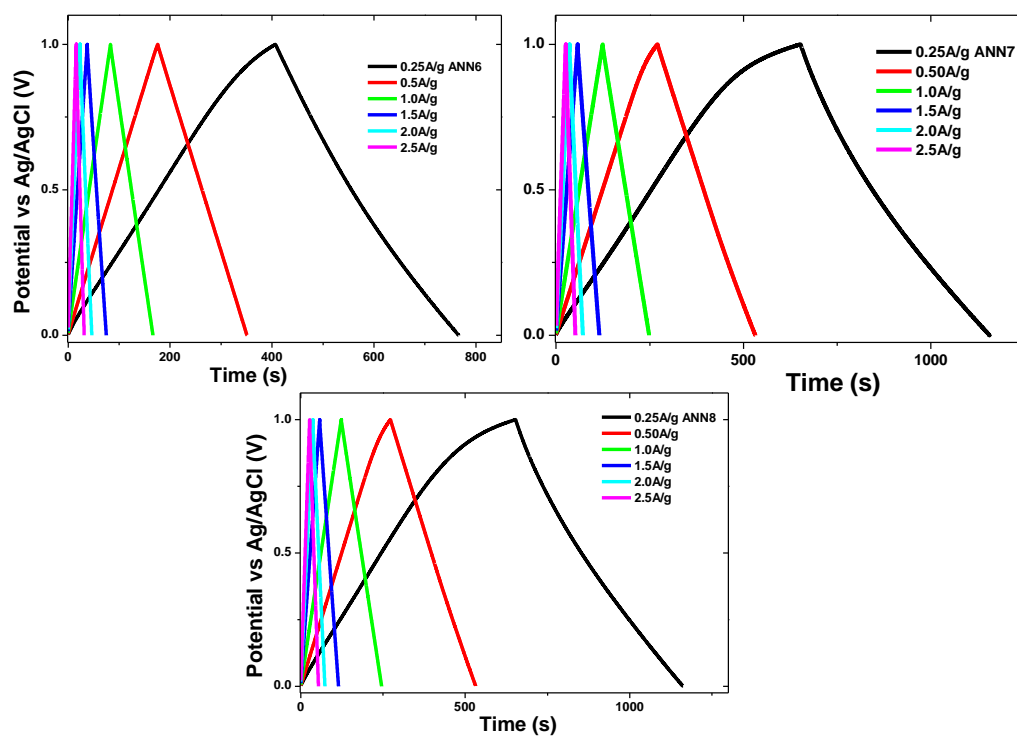 1.0
0.5
0.0
Potential vs Ag/AgCl (V)
0.25A/g ANN6
0.5A/g
1.0A/g
1.5A/g
2.0A/g
2.5A/g
0 200 400 600 800
Time (s)
1.0
0.5
0.0
0.25A/g ANN7
0.50A/g
1.0A/g
1.5A/g
2.0A/g
2.5A/g
0 500 1000
Time (s)
1.0
0.5
0.0
Potential vs Ag/AgCl (V)
0.25A/g ANN8
0.50A/g
1.0A/g
1.5A/g
2.0A/g
2.5A/g
0 500 1000
Time (s)